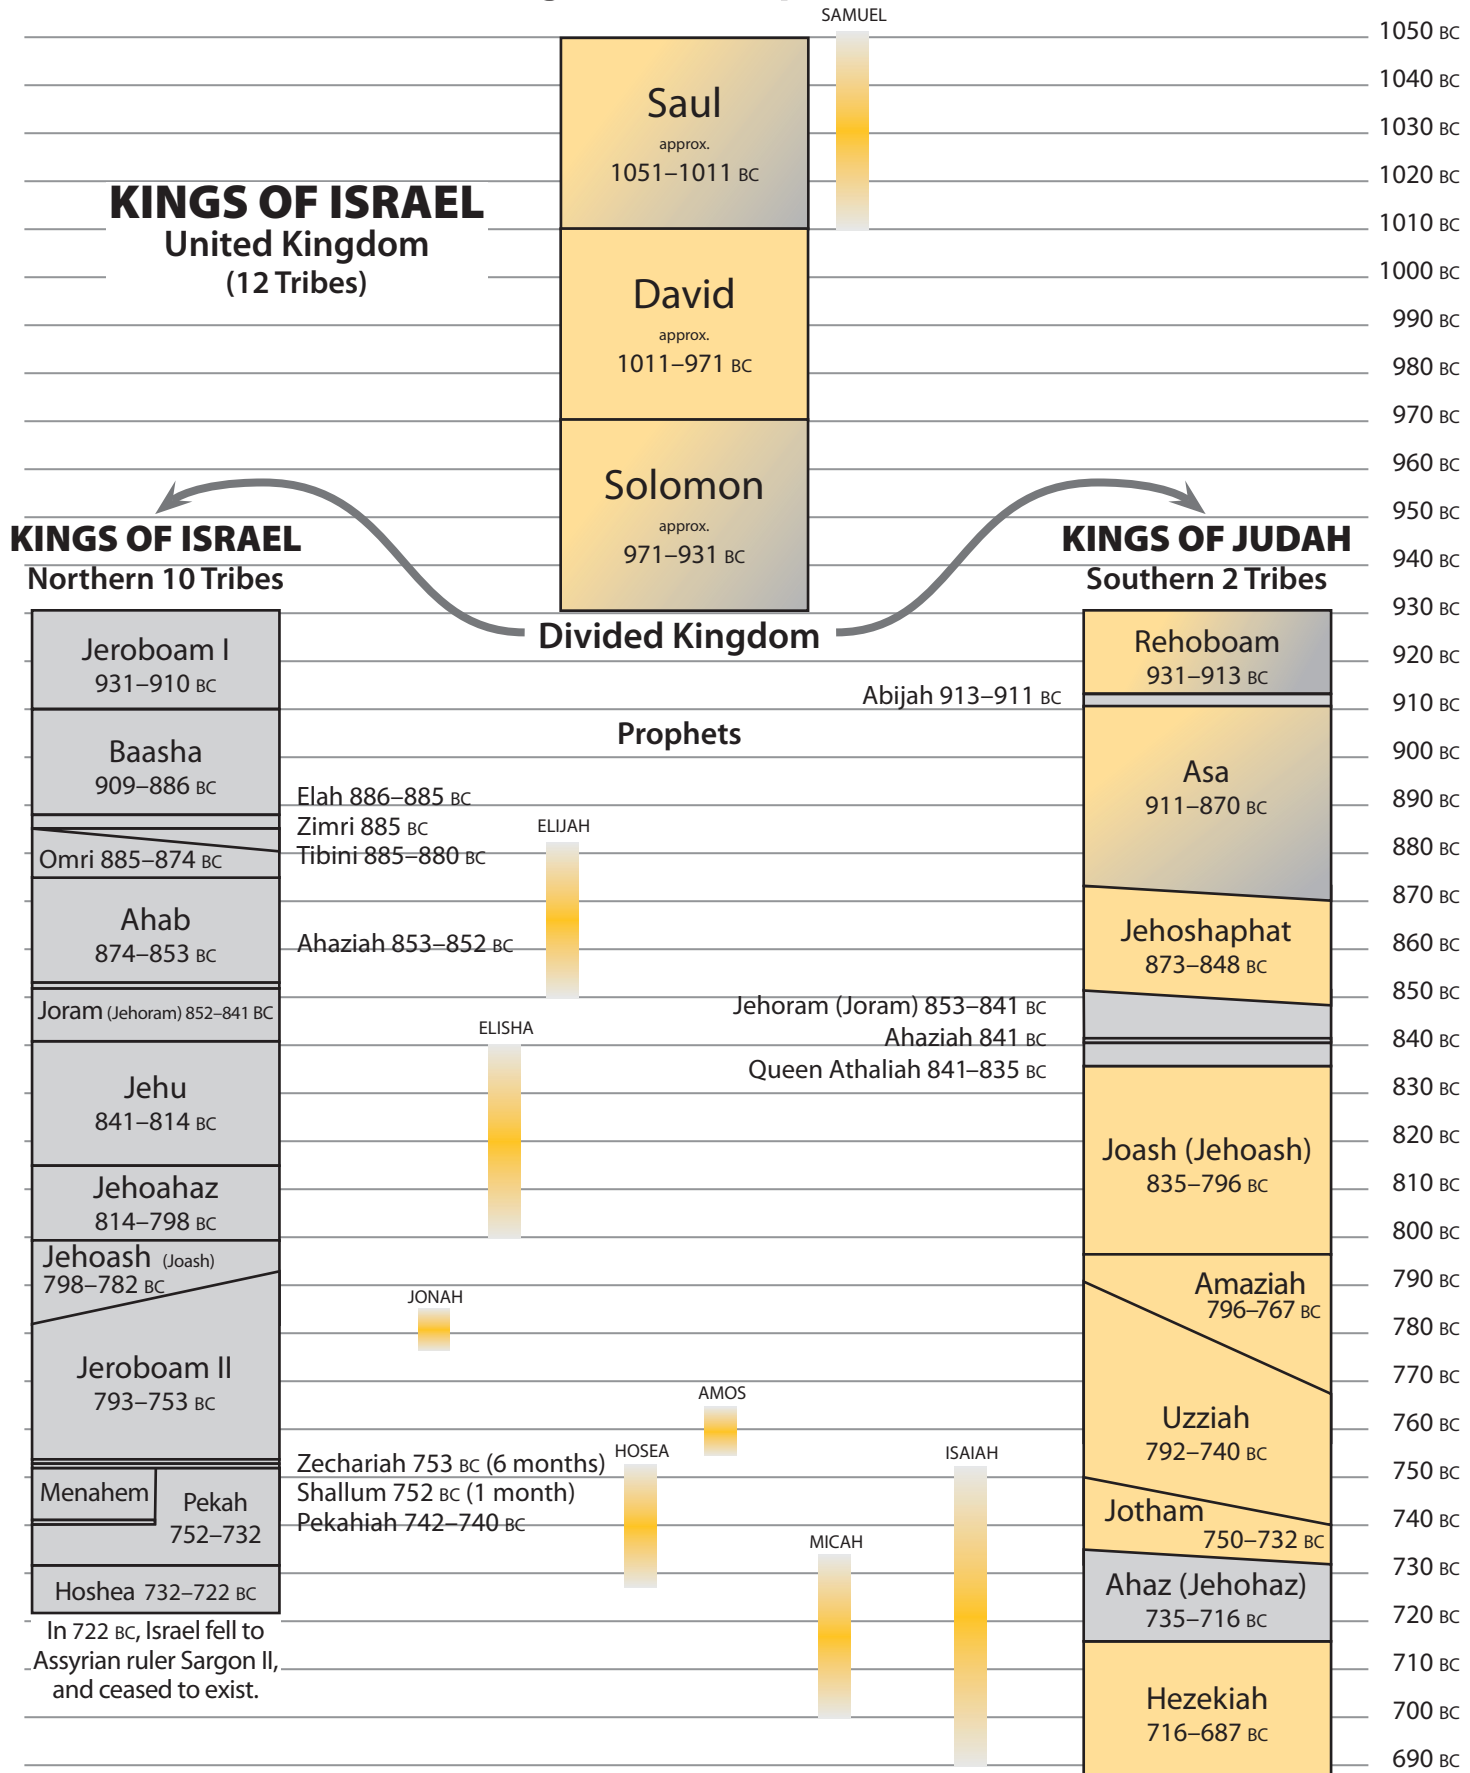 SAMUEL
1050 BC
1040 BC
1030 BC
1020 BC
1010 BC
1000 BC
990 BC
980 BC
970 BC
960 BC
950 BC
940 BC
930 BC
920 BC
910 BC
900 BC
890 BC
880 BC
870 BC
860 BC
850 BC
840 BC
830 BC
820 BC
810 BC
800 BC
790 BC
780 BC
770 BC
760 BC
750 BC
740 BC
730 BC
720 BC
710 BC
700 BC
690 BC
KINGS OF ISRAEL
United Kingdom
(12 Tribes)
Saul
approx.
1051–1011 BC
David
approx.
1011–971 BC
Solomon
approx.
971–931 BC
Divided Kingdom
KINGS OF ISRAEL
Northern 10 Tribes
Jeroboam I
931–910 BC
Baasha
909–886 BC
Elah 886–885 BC
Zimri 885 BC
Tibini 885–880 BC
Omri 885–874 BC
Ahab
874–853 BC
Ahaziah 853–852 BC
Joram (Jehoram) 852–841 BC
Jehu
841–814 BC
Jehoahaz
814–798 BC
Jehoash (Joash)
798–782 BC
Jeroboam II
793–753 BC
Zechariah 753 BC (6 months)
Shallum 752 BC (1 month)
Pekahiah 742–740 BC
Menahem
Pekah
752–732
Hoshea 732–722 BC
In 722 BC, Israel fell to
Assyrian ruler Sargon II,
and ceased to exist.
Prophets
ELIJAH
ELISHA
JONAH
AMOS
HOSEA
ISAIAH
MICAH
KINGS OF JUDAH
Southern 2 Tribes
Rehoboam
931–913 BC
Abijah 913–911 BC
Asa
911–870 BC
Jehoshaphat
873–848 BC
Jehoram (Joram) 853–841 BC
Ahaziah 841 BC
Queen Athaliah 841–835 BC
Joash (Jehoash)
835–796 BC
Amaziah
796–767 BC
Uzziah
792–740 BC
Jotham
750–732 BC
Ahaz (Jehohaz)
735–716 BC
Hezekiah
716–687 BC